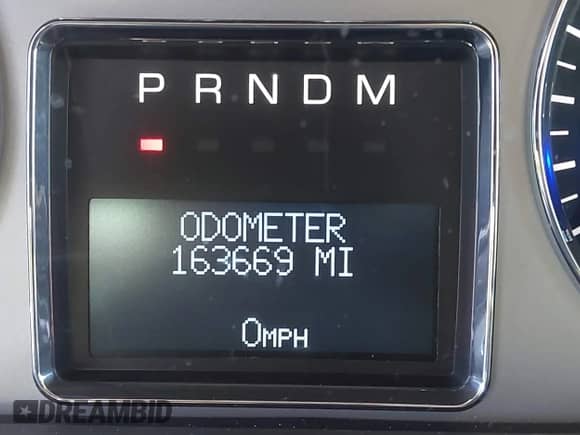 P R N D M
ODOMETER
163669 MI
0MPH
DREAMBID